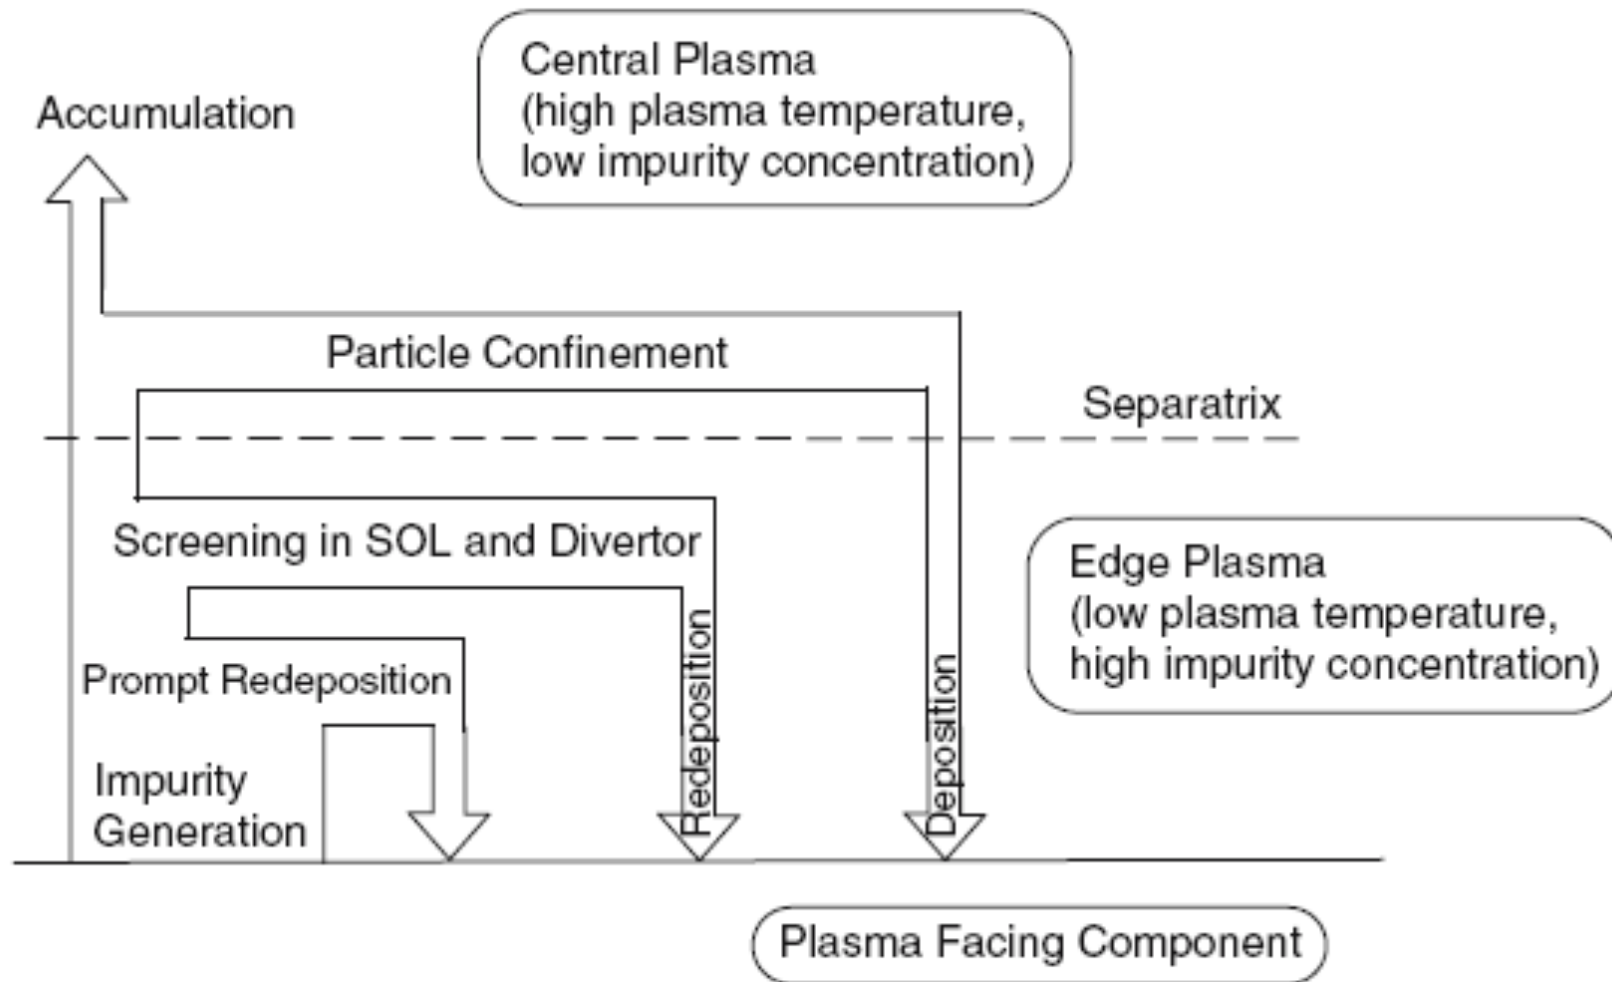 Central Plasma
(high plasma temperature,
low impurity concentration)
Accumulation
Particle Confinement
Separatrix
Screening in SOL and Divertor
Edge Plasma
(low plasma temperature,
high impurity concentration)
Redeposition
Deposition
Prompt Redeposition
Impurity
Generation
Plasma Facing Component